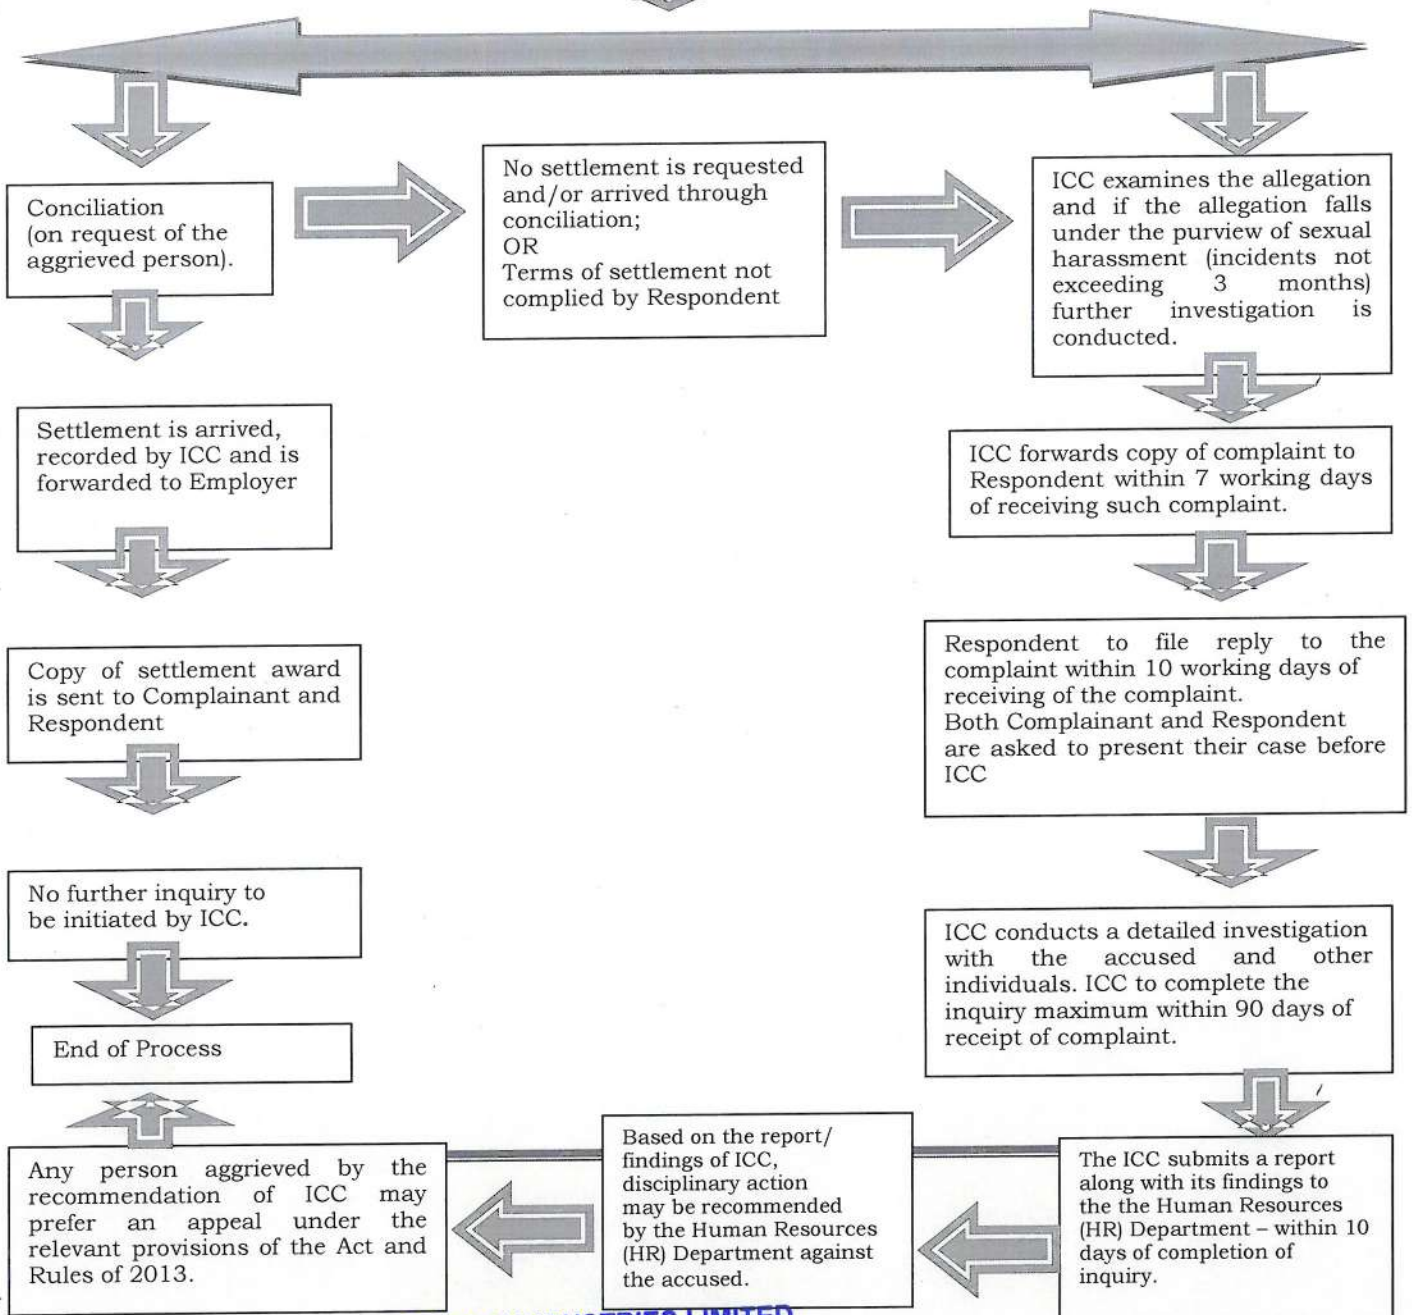 Conciliation
(on request of the
aggrieved person).
No settlement is requested
and/or arrived through
conciliation;
OR
Terms of settlement not
complied by Respondent
ICC examines the allegation
and if the allegation falls
under the purview of sexual
harassment (incidents not
exceeding 3 months)
further investigation is
conducted.
Settlement is arrived,
recorded by ICC and is
forwarded to Employer
ICC forwards copy of complaint to
Respondent within 7 working days
of receiving such complaint.
Copy of settlement award
is sent to Complainant and
Respondent
Respondent to file reply to the
complaint within 10 working days of
receiving of the complaint.
Both Complainant and Respondent
are asked to present their case before
ICC
No further inquiry to
be initiated by ICC.
ICC conducts a detailed investigation
with the accused and other
individuals. ICC to complete the
inquiry maximum within 90 days of
receipt of complaint.
End of Process
Any person aggrieved by the
recommendation of ICC may
prefer an appeal under the
relevant provisions of the Act and
Rules of 2013.
Based on the report/
findings of ICC,
disciplinary action
may be recommended
by the Human Resources
(HR) Department against
the accused.
The ICC submits a report
along with its findings to
the the Human Resources
(HR) Department – within 10
days of completion of
inquiry.
LIMITED